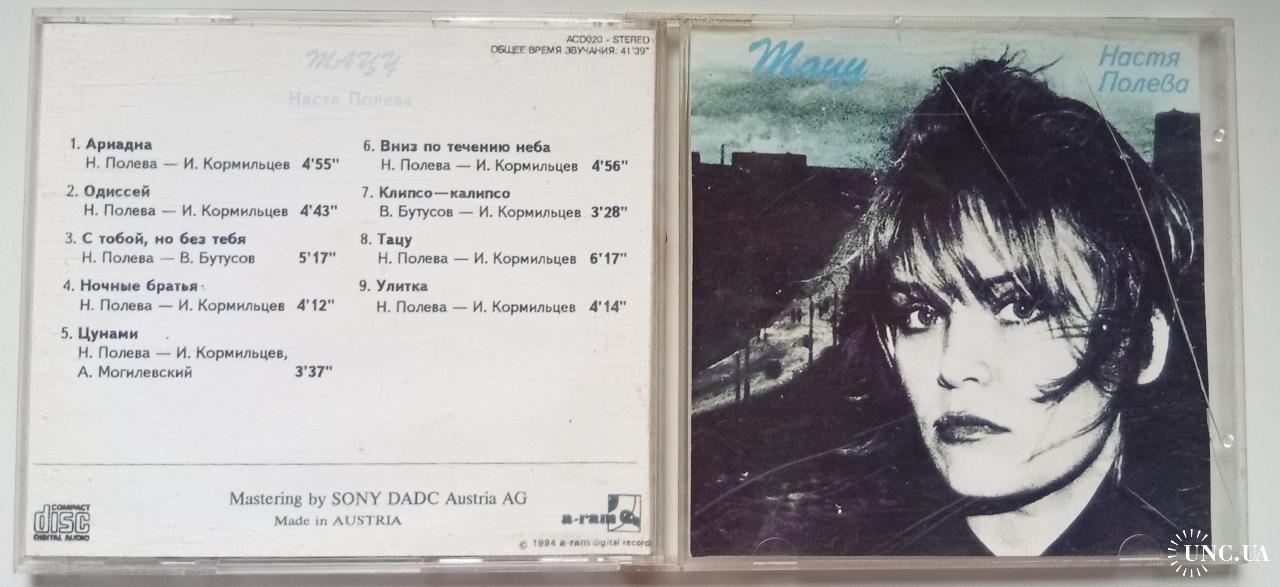 ACD020 - STEREO
ОБЩЕЕ ВРЕМЯ ЗВУЧАНИЯ: 41'39"
ТАЦУ
Настя Полева
1. Ариадна
Н. Полева — И. Кормильцев 4'55"
2. Одиссей
Н. Полева — И. Кормильцев 4'43"
3. С тобой, но без тебя
Н. Полева — В. Бутусов 5'17"
4. Ночные братья
Н. Полева — И. Кормильцев 4'12"
5. Цунами
Н. Полева — И. Кормильцев,
А. Могилевский 3'37"
6. Вниз по течению неба
Н. Полева — И. Кормильцев 4'56"
7. Клипсо—калипсо
В. Бутусов — И. Кормильцев 3'28"
8. Тацу
Н. Полева — И. Кормильцев 6'17"
9. Улитка
Н. Полева — И. Кормильцев 4'14"
Mastering by SONY DADC Austria AG
Made in AUSTRIA
COMPACT
disc
DIGITAL AUDIO
a-ram
© 1994 a-ram digital record
Тацу
Настя
Полева
UNC.UA